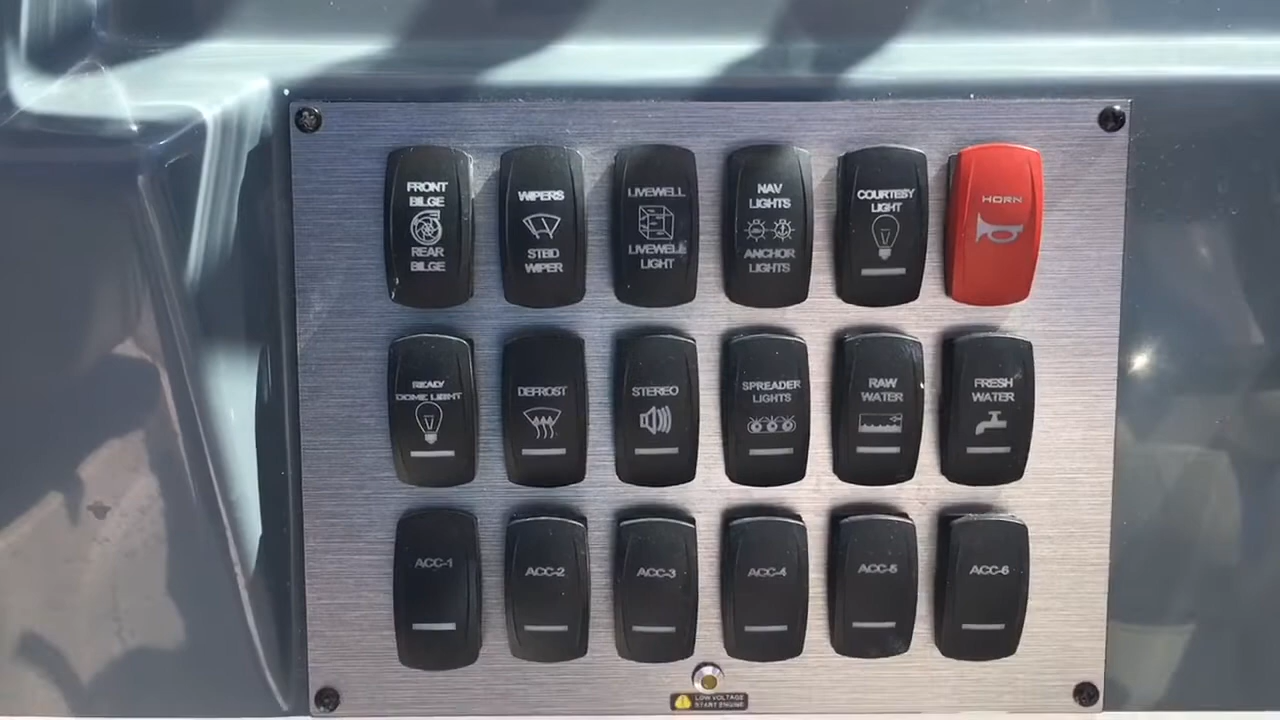 FRONT
BILGE
REAR
BILGE
WIPERS
STBD
WIPER
LIVEWELL
LIVEWELL
LIGHT
NAV
LIGHTS
ANCHOR
LIGHTS
COURTESY
LIGHT
HORN
READY
DOME LIGHT
DEFROST
STEREO
SPREADER
LIGHTS
RAW
WATER
FRESH
WATER
ACC-1
ACC-2
ACC-3
ACC-4
ACC-5
ACC-6
LOW VOLTAGE
START ENGINE